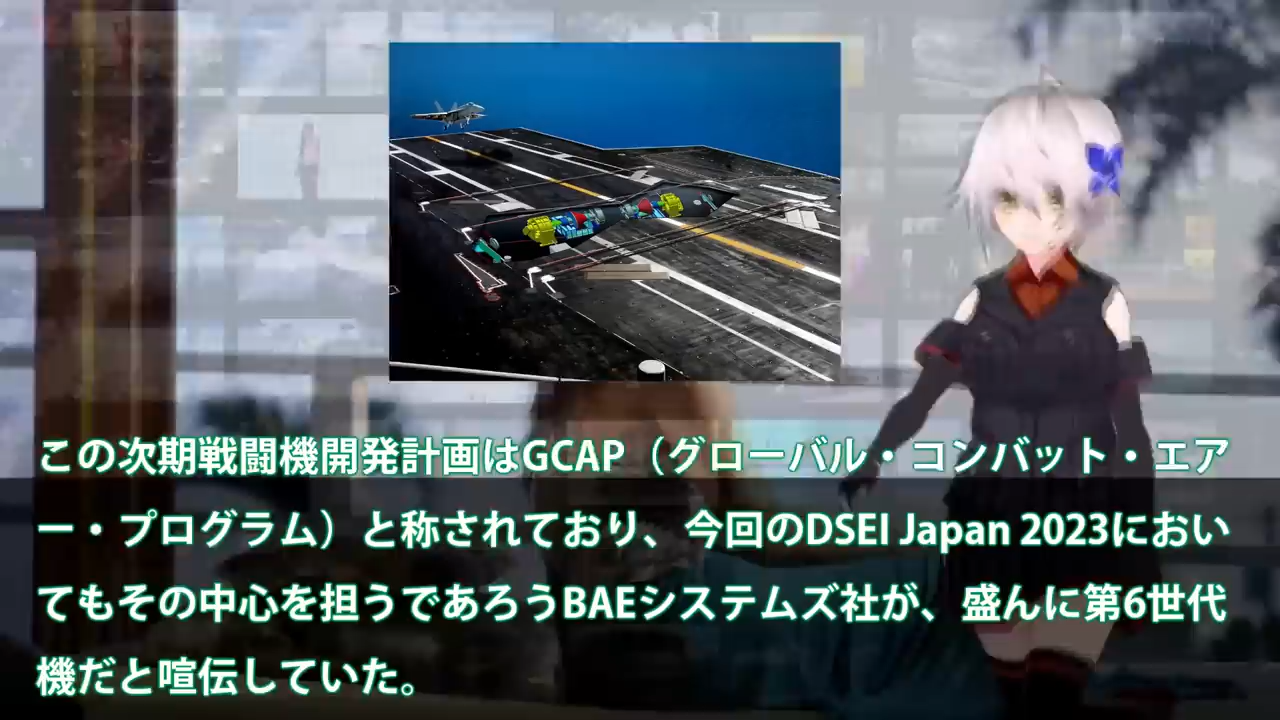 この次期戦闘機開発計画はGCAP（グローバル・コンバット・エア
ー・プログラム）と称されており、今回のDSEI Japan 2023におい
てもその中心を担うであろうBAEシステムズ社が、盛んに第6世代
機だと喧伝していた。